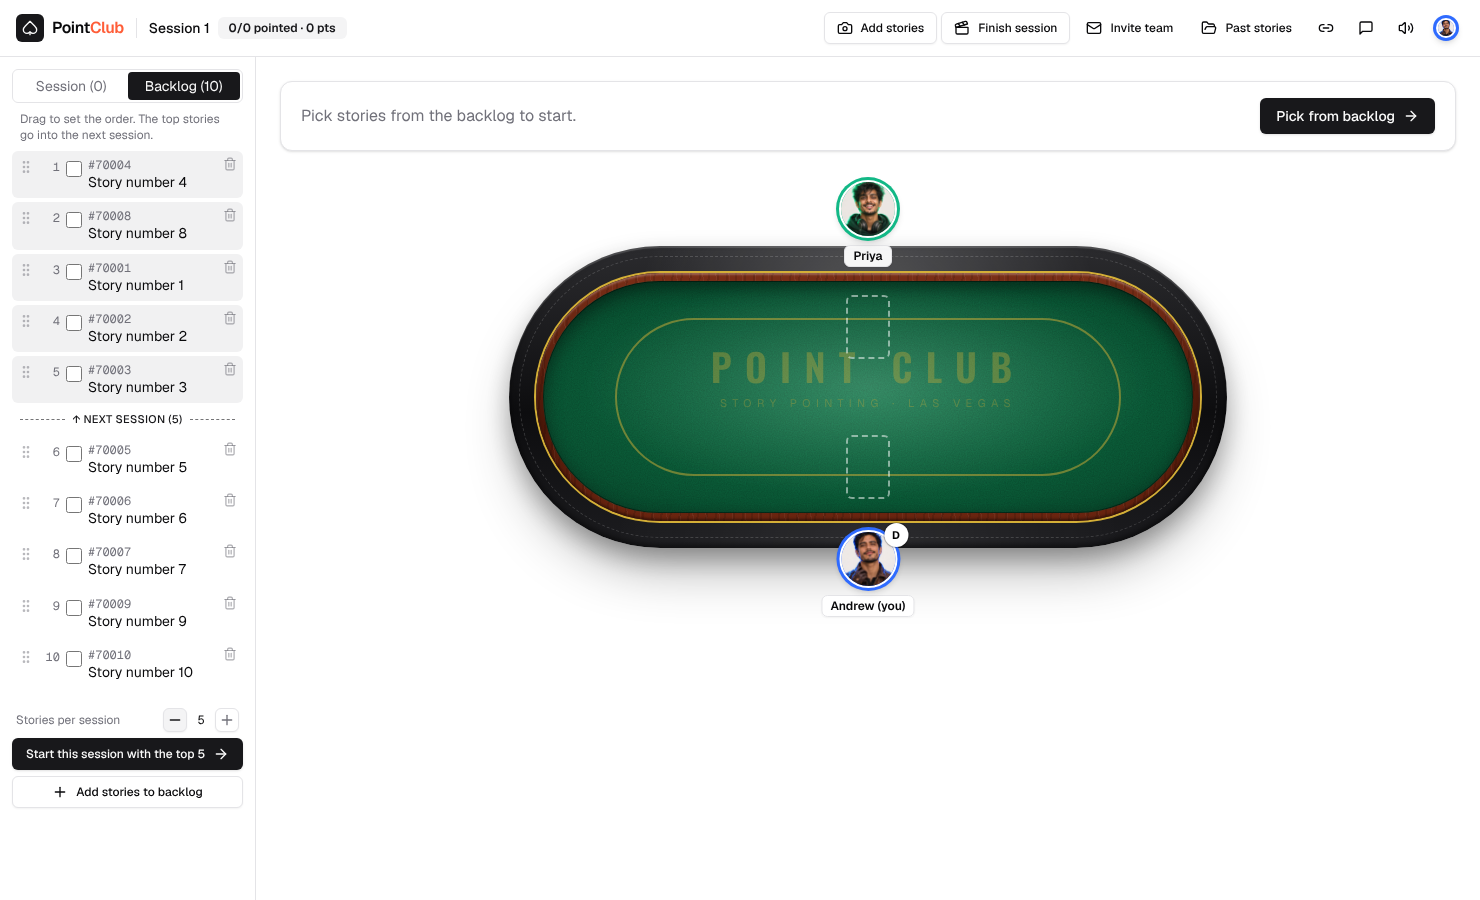 PointClub
Session 1
0/0 pointed · 0 pts
Add stories
Finish session
Invite team
Past stories
Session (0)
Backlog (10)
Drag to set the order. The top stories
go into the next session.
1
#70004
Story number 4
2
#70008
Story number 8
3
#70001
Story number 1
4
#70002
Story number 2
5
#70003
Story number 3
↑ NEXT SESSION (5)
6
#70005
Story number 5
7
#70006
Story number 6
8
#70007
Story number 7
9
#70009
Story number 9
10
#70010
Story number 10
Stories per session
5
Start this session with the top 5
Add stories to backlog
Pick stories from the backlog to start.
Pick from backlog
Priya
POINT CLUB
STORY POINTING · LAS VEGAS
D
Andrew (you)